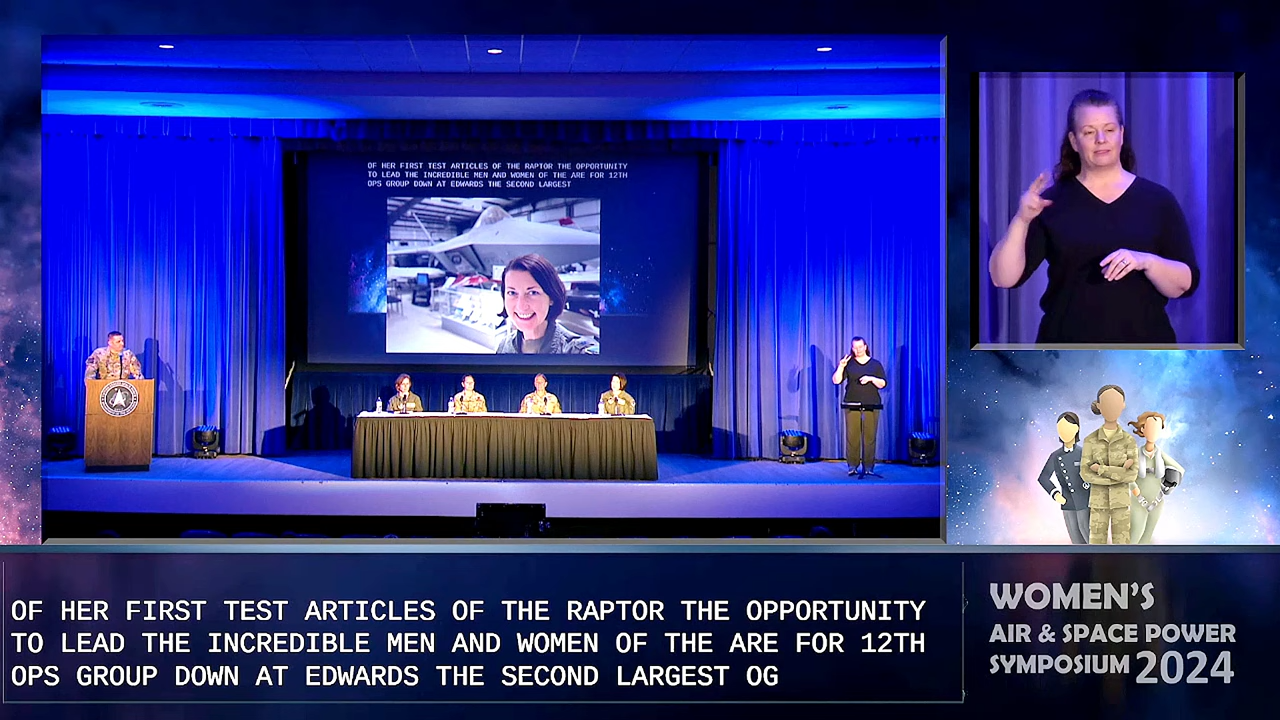 OF HER FIRST TEST ARTICLES OF THE RAPTOR THE OPPORTUNITY
TO LEAD THE INCREDIBLE MEN AND WOMEN OF THE ARE FOR 12TH
OPS GROUP DOWN AT EDWARDS THE SECOND LARGEST
OF HER FIRST TEST ARTICLES OF THE RAPTOR THE OPPORTUNITY
TO LEAD THE INCREDIBLE MEN AND WOMEN OF THE ARE FOR 12TH
OPS GROUP DOWN AT EDWARDS THE SECOND LARGEST OG
WOMEN'S
AIR & SPACE POWER
SYMPOSIUM 2024